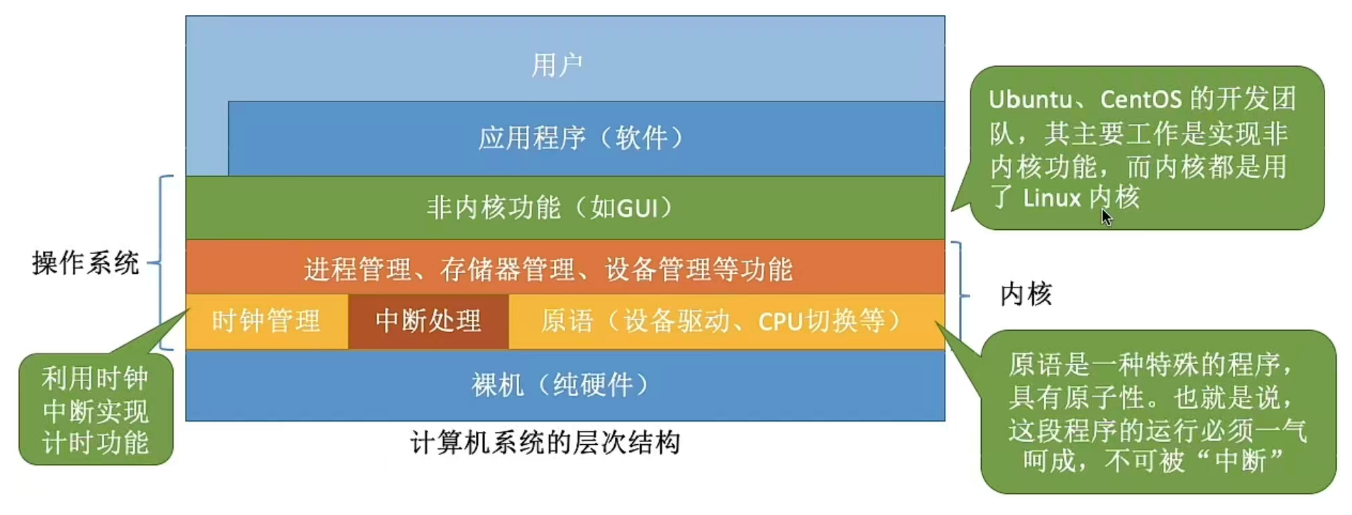 用户
应用程序（软件）
Ubuntu、CentOS 的开发团
队，其主要工作是实现非
内核功能，而内核都是用
了 Linux 内核
非内核功能（如GUI）
操作系统
进程管理、存储器管理、设备管理等功能
内核
时钟管理
中断处理
原语（设备驱动、CPU切换等）
利用时钟
中断实现
计时功能
裸机（纯硬件）
原语是一种特殊的程序，
具有原子性。也就是说，
这段程序的运行必须一气
呵成，不可被“中断”
计算机系统的层次结构